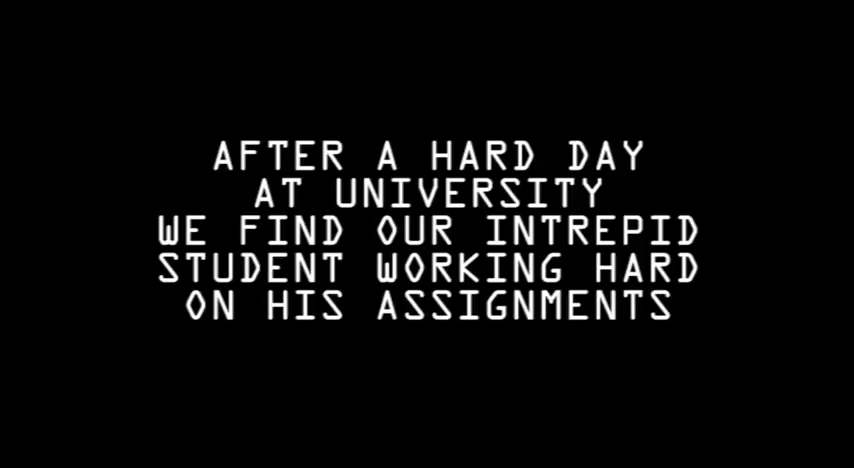 AFTER A HARD DAY
AT UNIVERSITY
WE FIND OUR INTREPID
STUDENT WORKING HARD
ON HIS ASSIGNMENTS